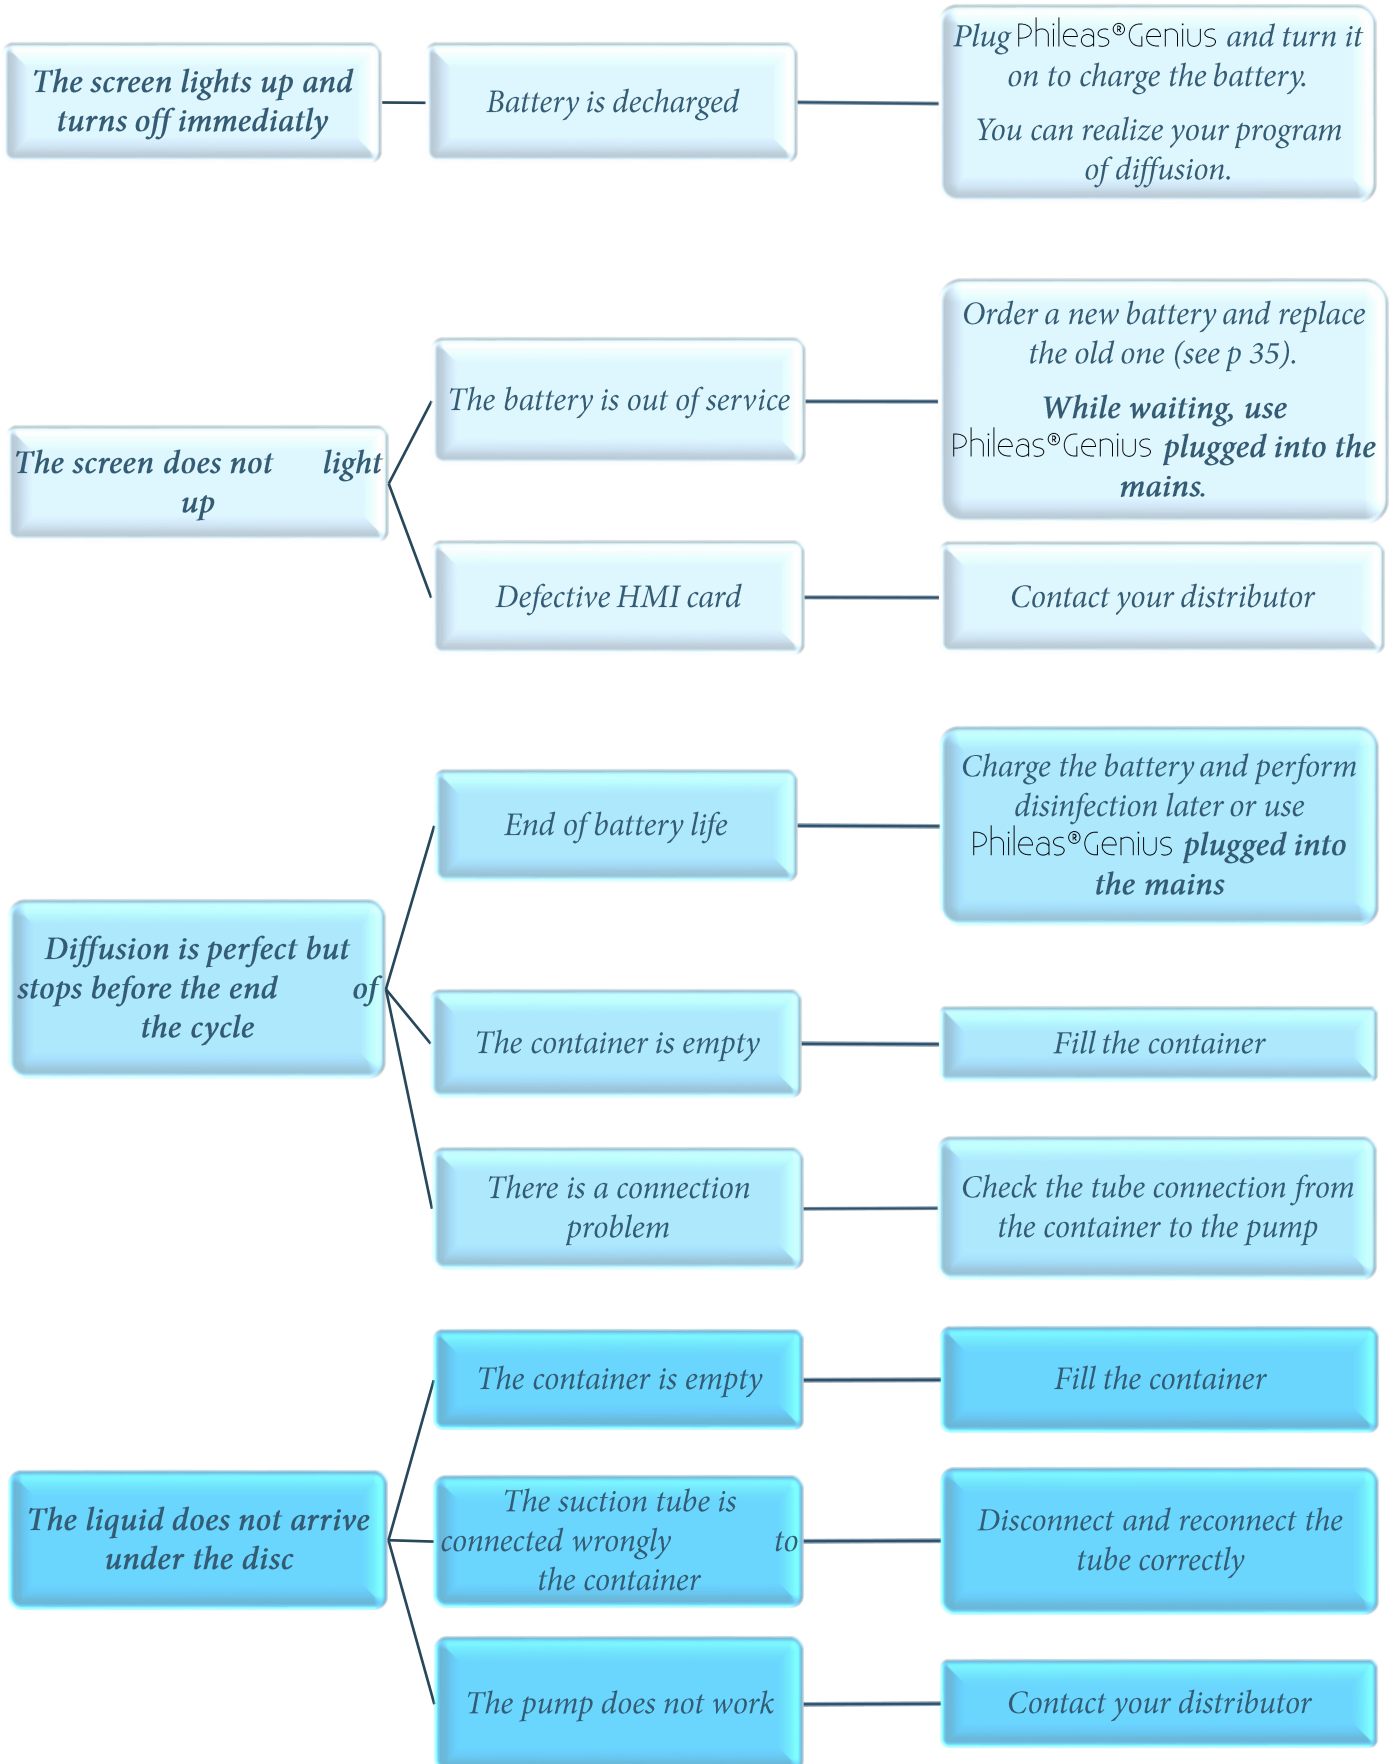 The screen lights up and
turns off immediatly
Battery is decharged
Plug Phileas®Genius and turn it
on to charge the battery.
You can realize your program
of diffusion.
The screen does not light
up
The battery is out of service
Order a new battery and replace
the old one (see p 35).
While waiting, use
Phileas®Genius plugged into the
mains.
Defective HMI card
Contact your distributor
Diffusion is perfect but
stops before the end of
the cycle
End of battery life
Charge the battery and perform
disinfection later or use
Phileas®Genius plugged into
the mains
The container is empty
Fill the container
There is a connection
problem
Check the tube connection from
the container to the pump
The liquid does not arrive
under the disc
The container is empty
Fill the container
The suction tube is
connected wrongly to
the container
Disconnect and reconnect the
tube correctly
The pump does not work
Contact your distributor